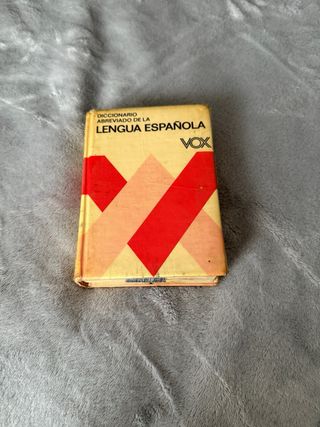 DICCIONARIO
ABREVIADO DE LA
LENGUA ESPAÑOLA
VOX